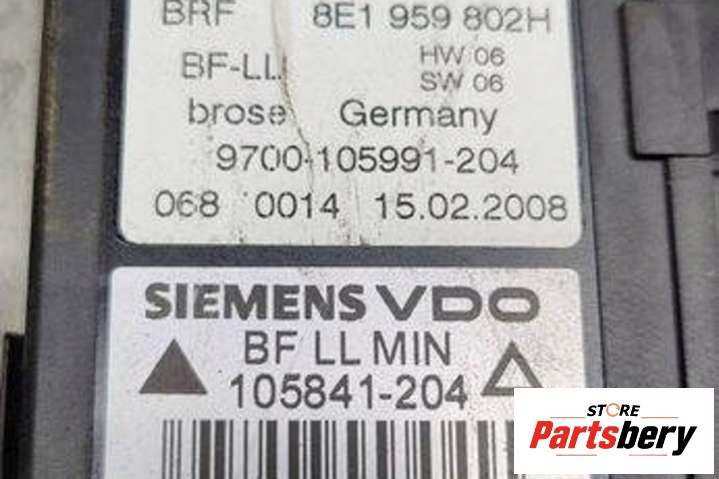 BRF 8E1 959 802H
BF-LL HW 06
SW 06
brose Germany
9700-105991-204
068 0014 15.02.2008
SIEMENS VDO
BF LL MIN
105841-204
STORE
Partsbery